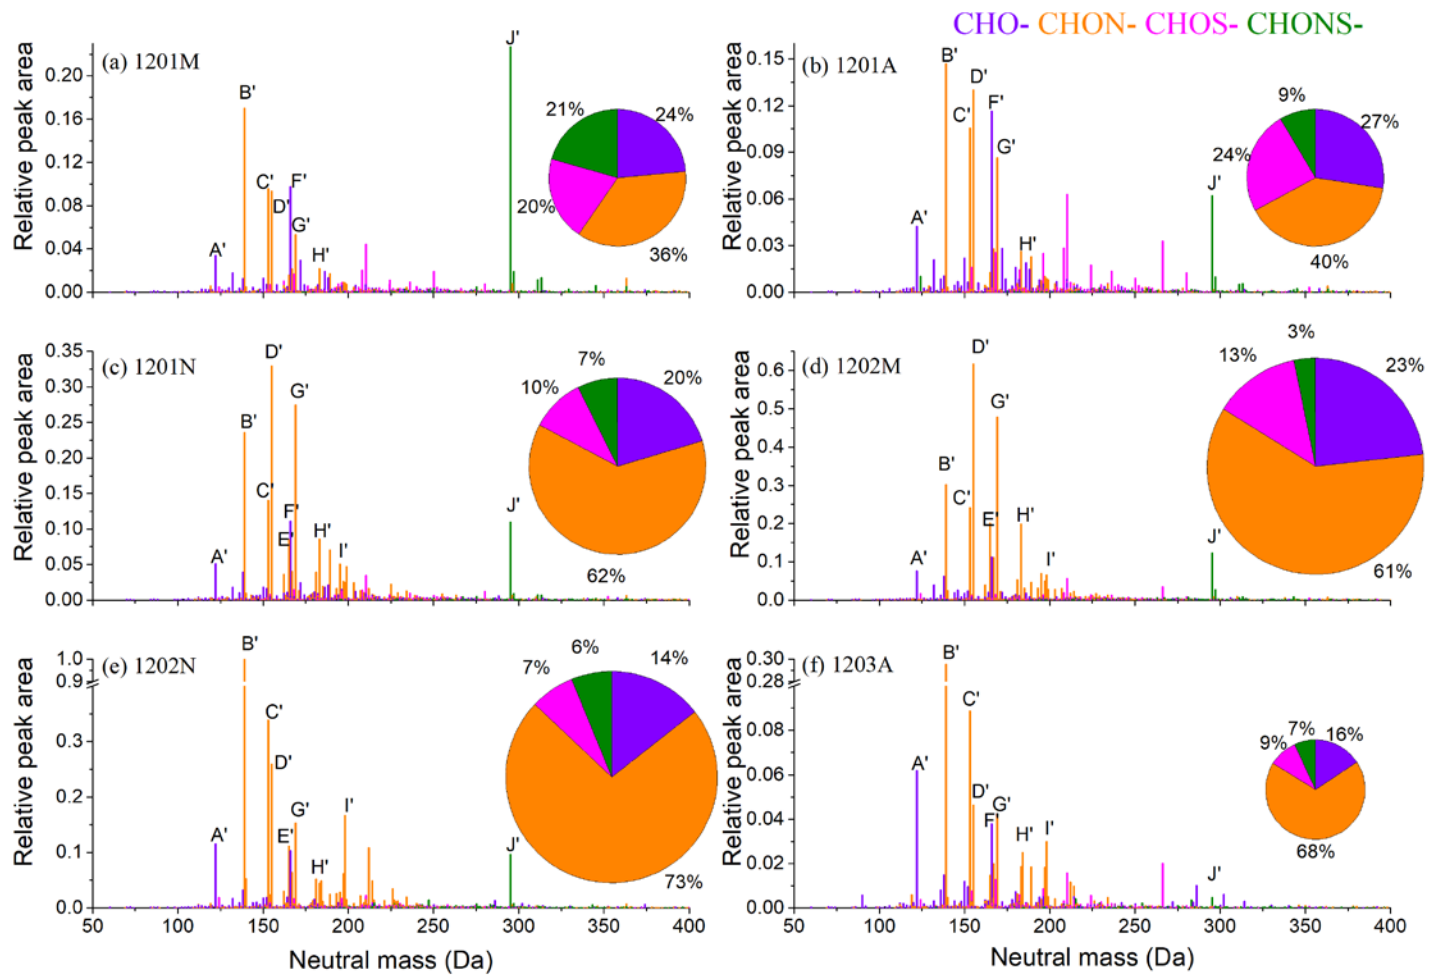 CHO- CHON- CHOS- CHONS-
(a) 1201M
Relative peak area
0.20
0.16
0.12
0.08
0.04
0.00
A'
B'
C'
D'
F'
G'
H'
J'
21%
24%
20%
36%
(b) 1201A
Relative peak area
0.15
0.12
0.09
0.06
0.03
0.00
A'
B'
C'
D'
F'
G'
H'
J'
9%
27%
24%
40%
(c) 1201N
Relative peak area
0.35
0.30
0.25
0.20
0.15
0.10
0.05
0.00
A'
B'
C'
D'
E'
F'
G'
H'
I'
J'
7%
20%
10%
62%
(d) 1202M
Relative peak area
0.6
0.5
0.4
0.3
0.2
0.1
0.0
A'
B'
C'
D'
E'
G'
H'
I'
J'
3%
23%
13%
61%
(e) 1202N
Relative peak area
1.0
0.9
0.3
0.2
0.1
0.0
A'
B'
C'
D'
E'
G'
H'
I'
J'
6%
14%
7%
73%
50 100 150 200 250 300 350 400
Neutral mass (Da)
(f) 1203A
Relative peak area
0.30
0.28
0.08
0.06
0.04
0.02
0.00
A'
B'
C'
D'
F'
G'
H'
I'
J'
7%
16%
9%
68%
50 100 150 200 250 300 350 400
Neutral mass (Da)